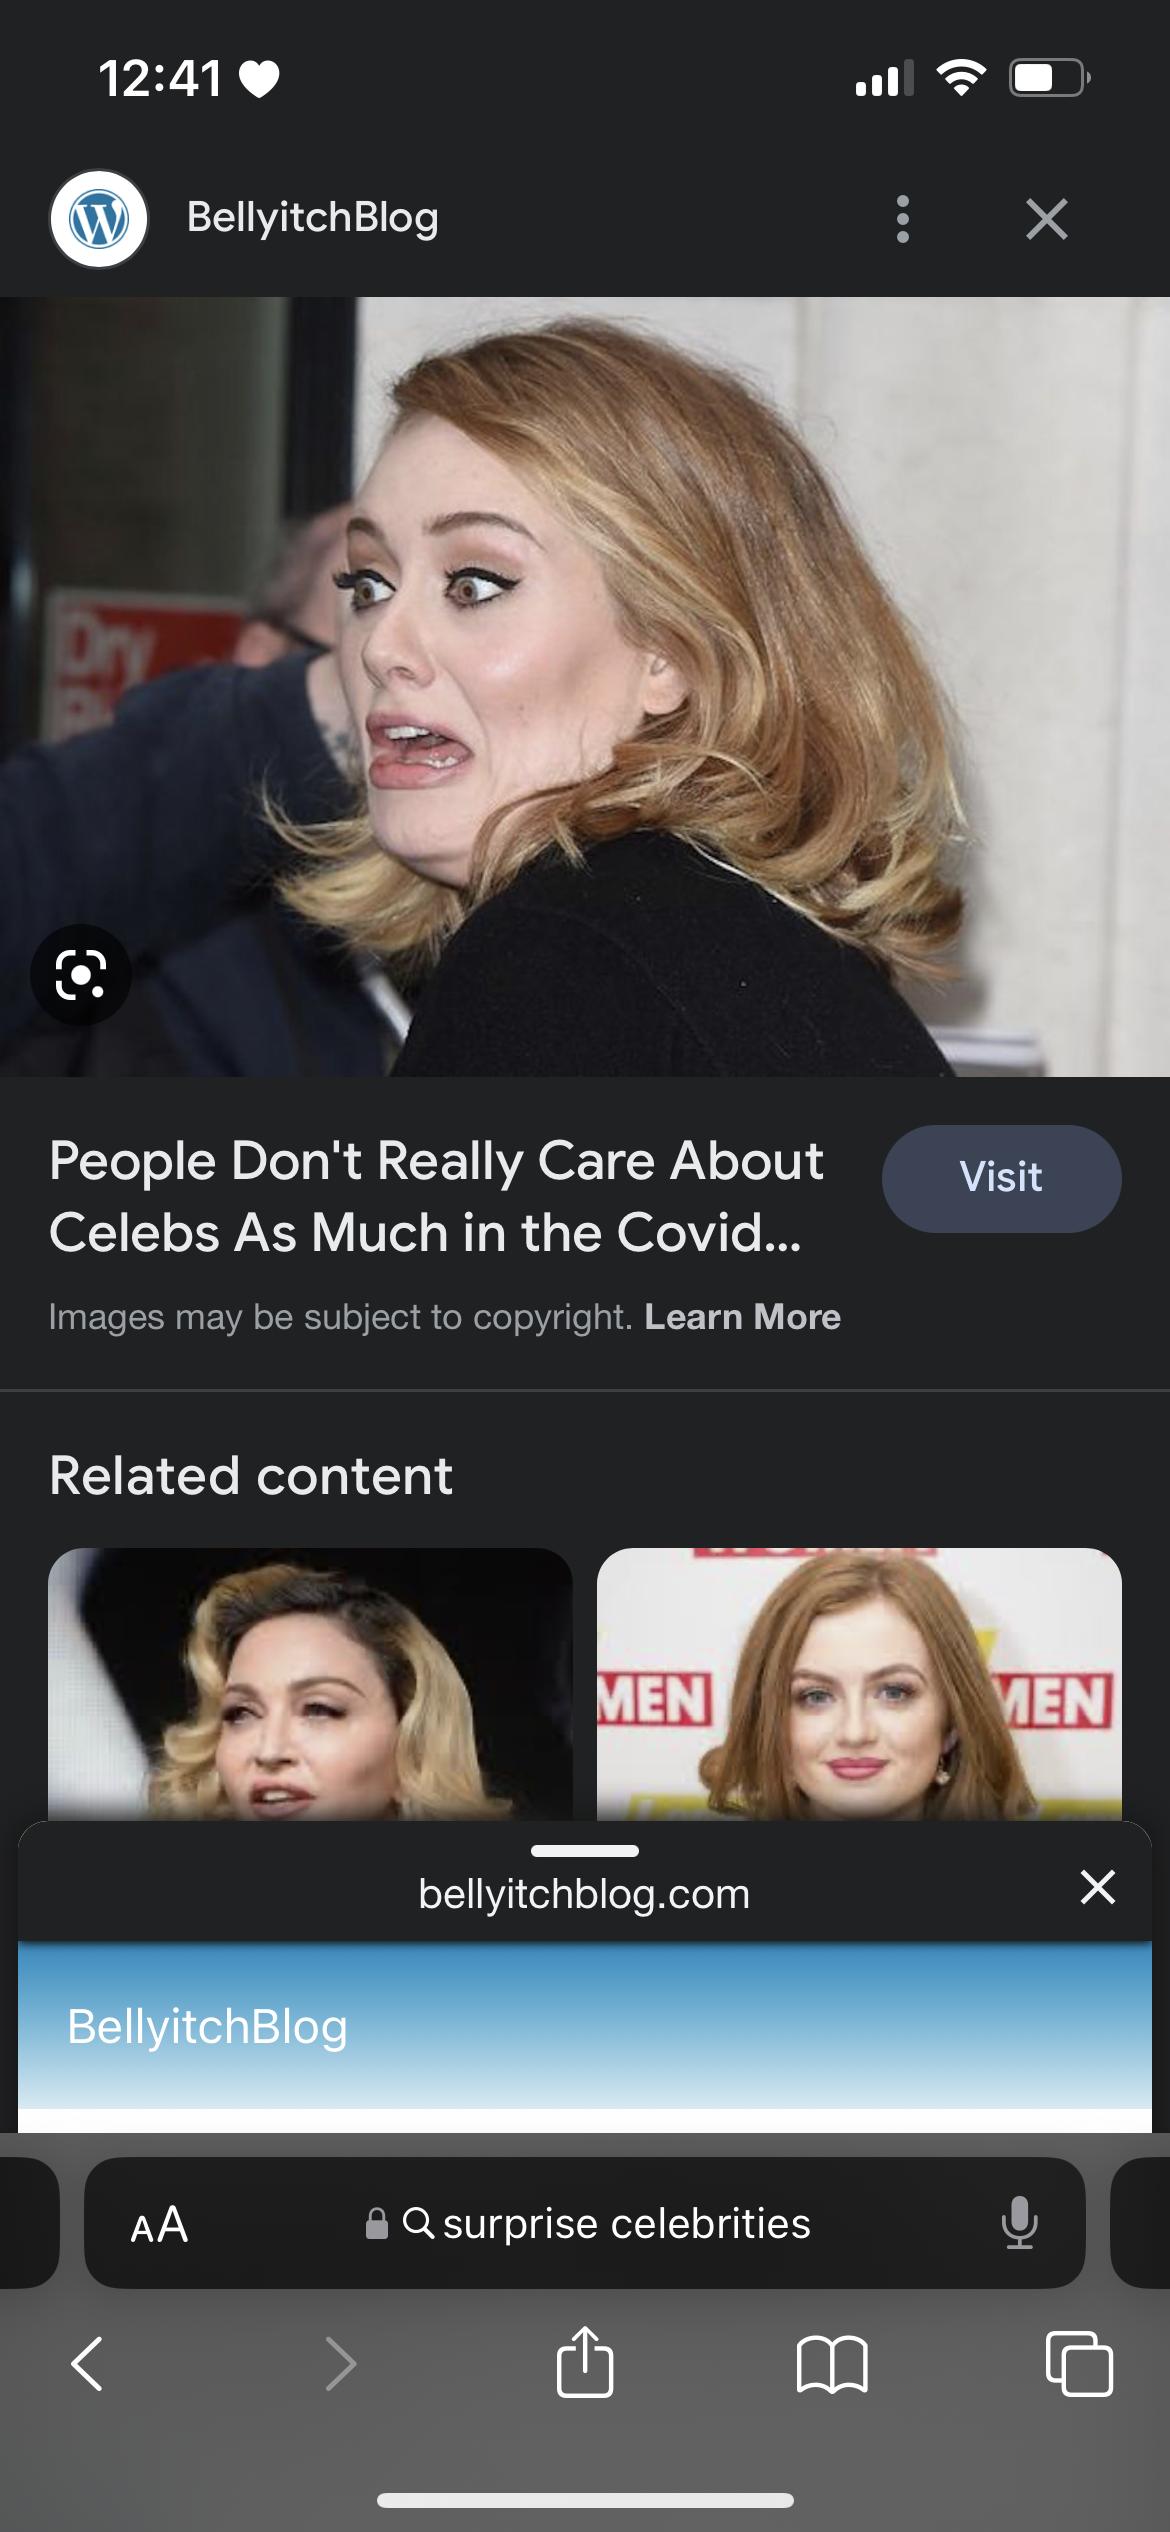 12:41
BellyitchBlog
Dry
People Don't Really Care About
Celebs As Much in the Covid...
Visit
Images may be subject to copyright. Learn More
Related content
MEN
MEN
bellyitchblog.com
BellyitchBlog
AA
surprise celebrities